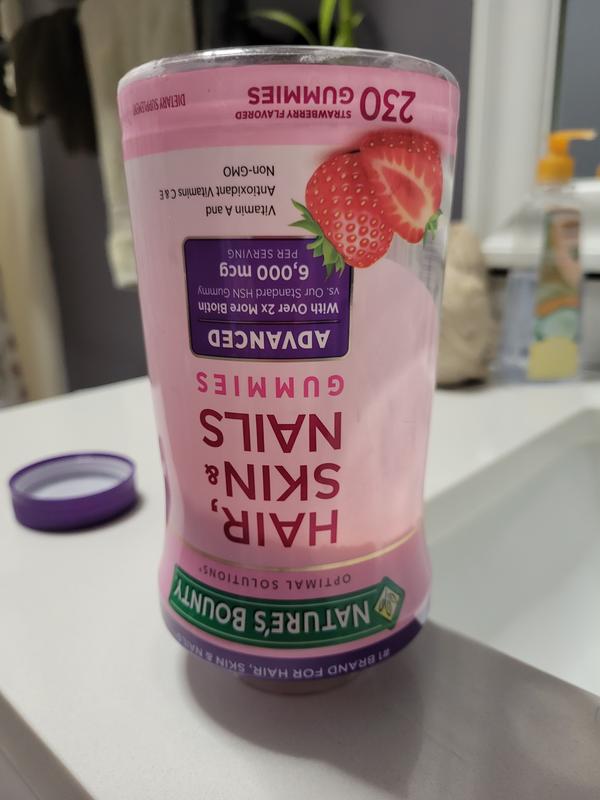 #1 BRAND FOR HAIR, SKIN & NAILS
NATURE'S BOUNTY
OPTIMAL SOLUTIONS
HAIR,
SKIN &
NAILS
GUMMIES
ADVANCED
With Over 2x More Biotin
vs. Our Standard HSN Gummy
6,000 mcg
PER SERVING
Vitamin A and
Antioxidant Vitamins C & E
Non-GMO
STRAWBERRY FLAVORED
230 GUMMIES
DIETARY SUPPLEMENT